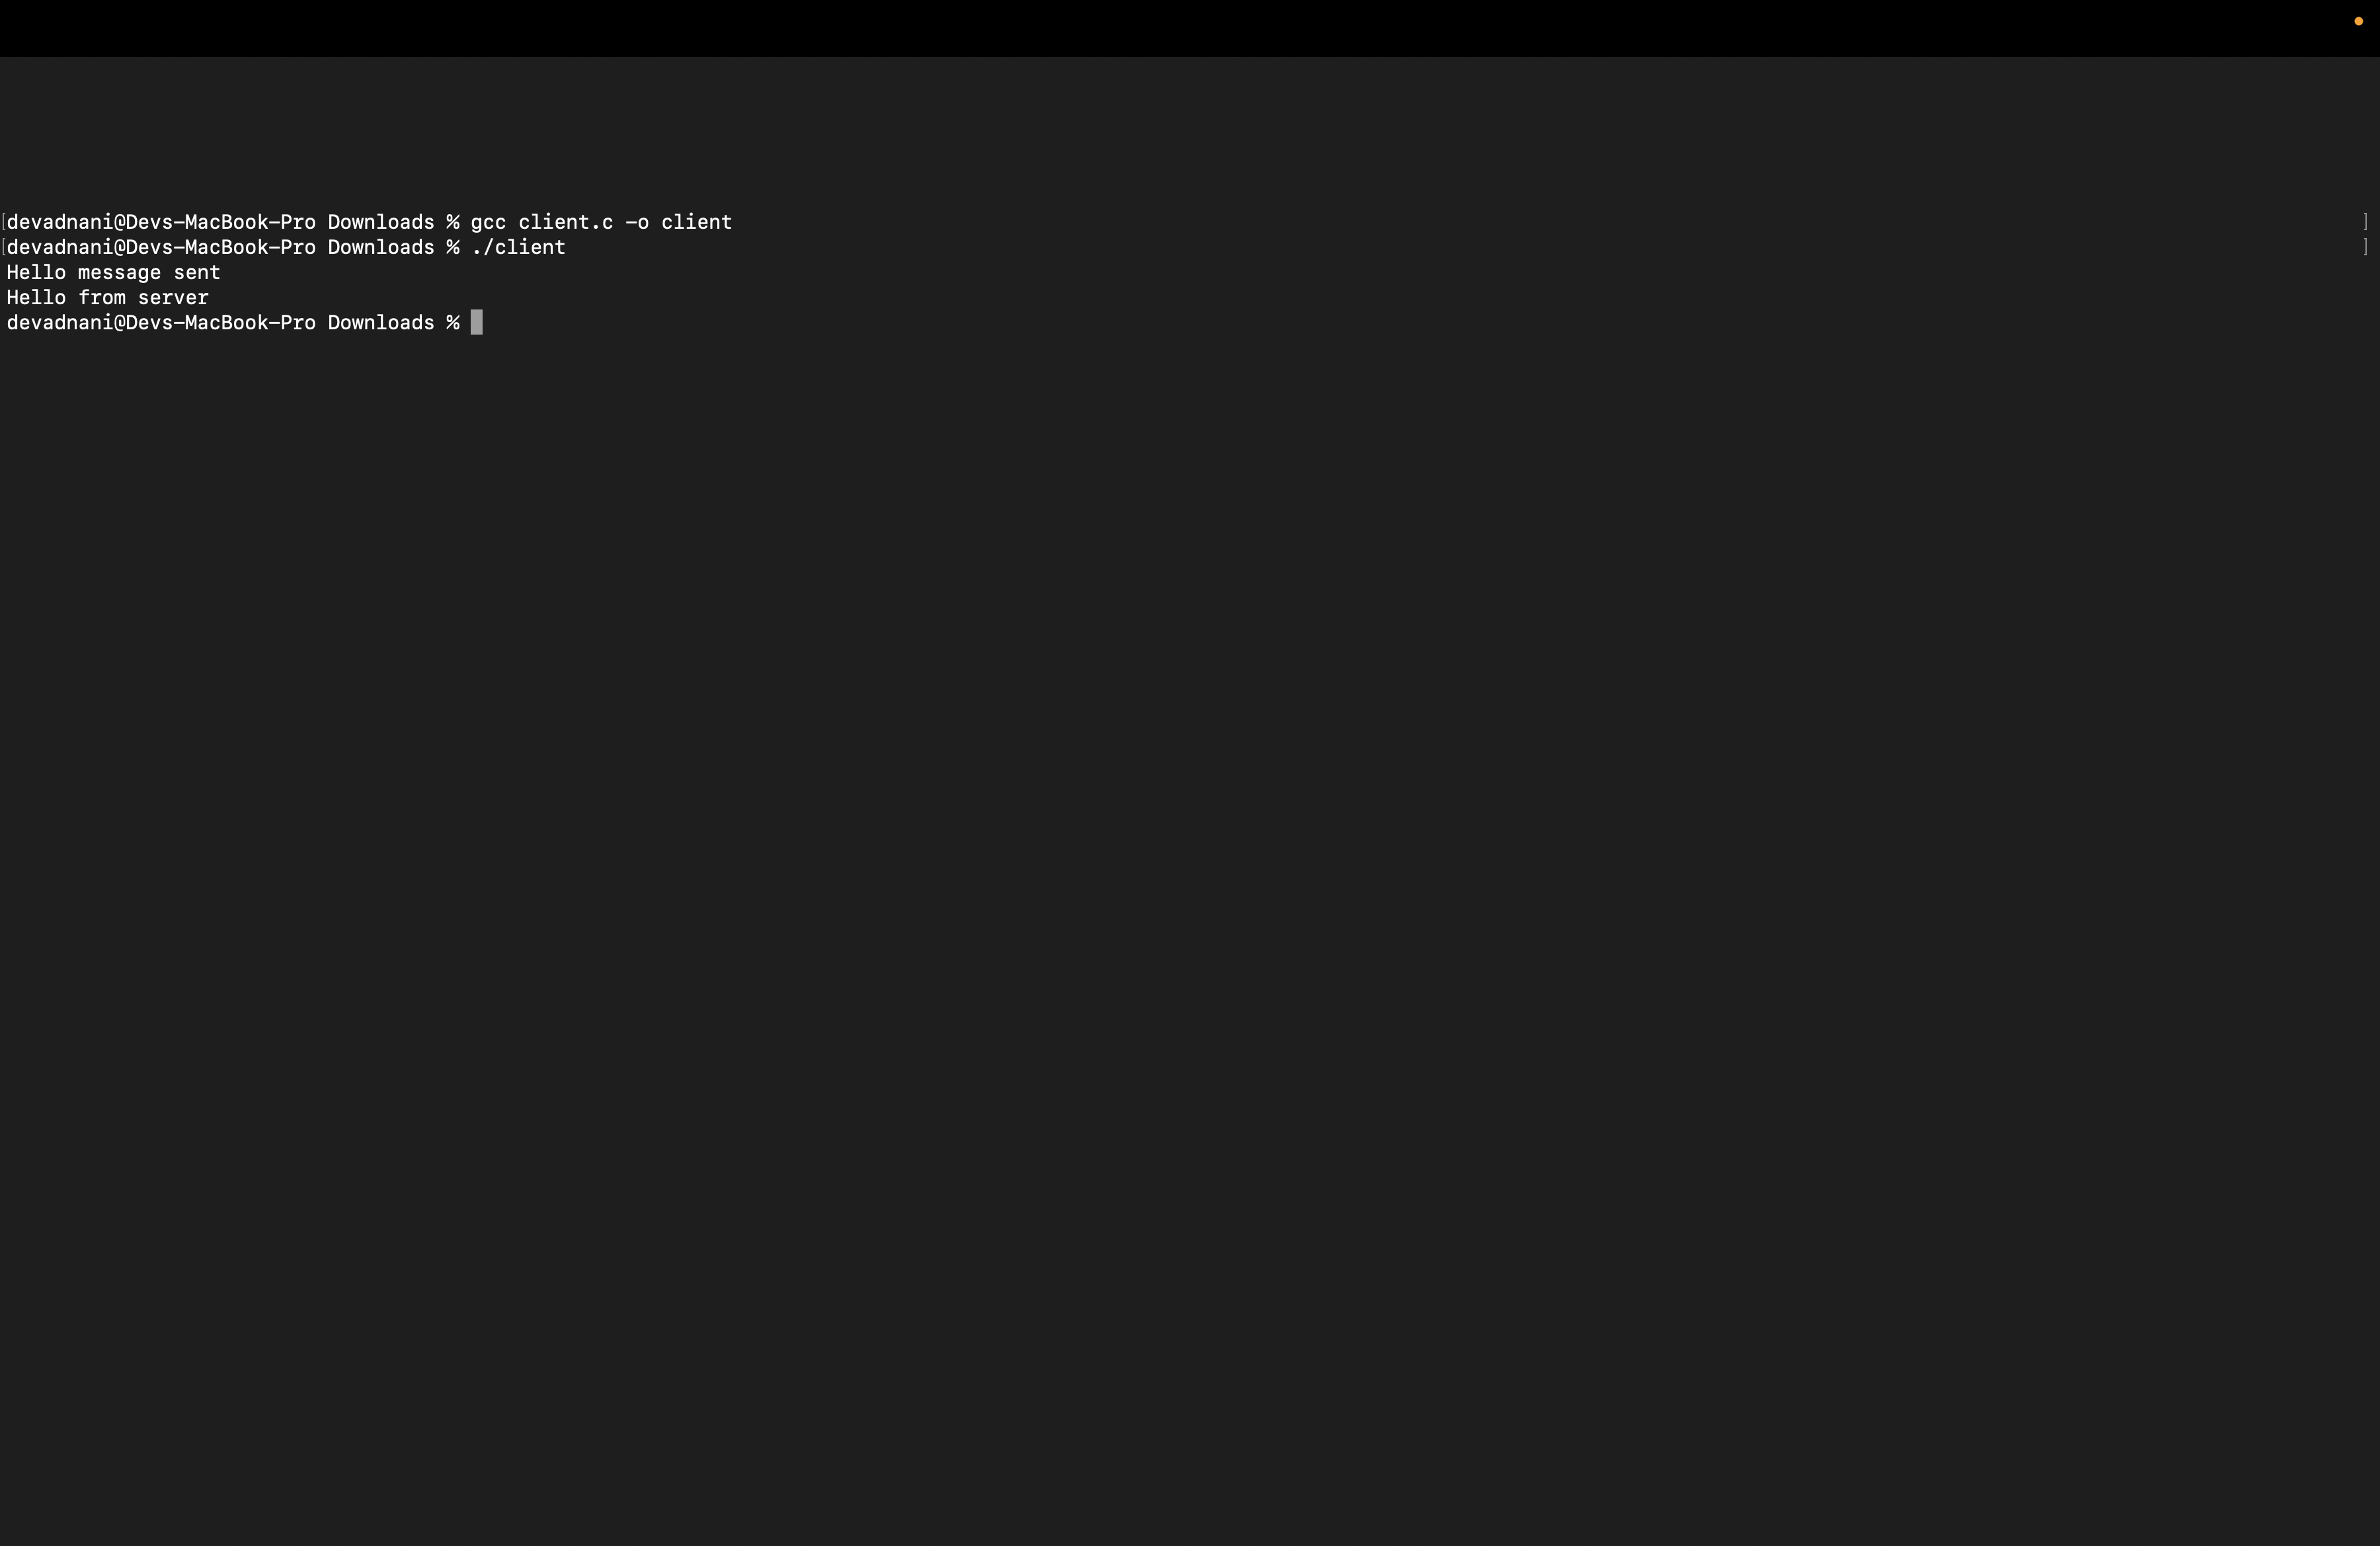 [devadnani@Devs-MacBook-Pro Downloads % gcc client.c -o client ]
[devadnani@Devs-MacBook-Pro Downloads % ./client ]
Hello message sent
Hello from server
devadnani@Devs-MacBook-Pro Downloads %